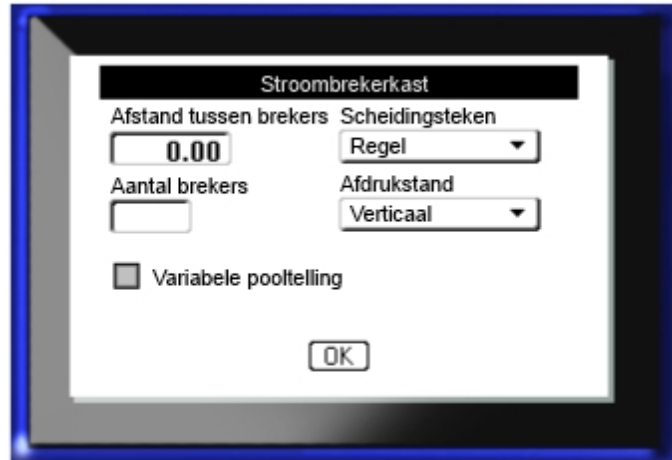 Stroombrekerkast
Afstand tussen brekers Scheidingsteken
0.00 Regel
Aantal brekers Afdrukstand
Verticaal
Variabele pooltelling
OK